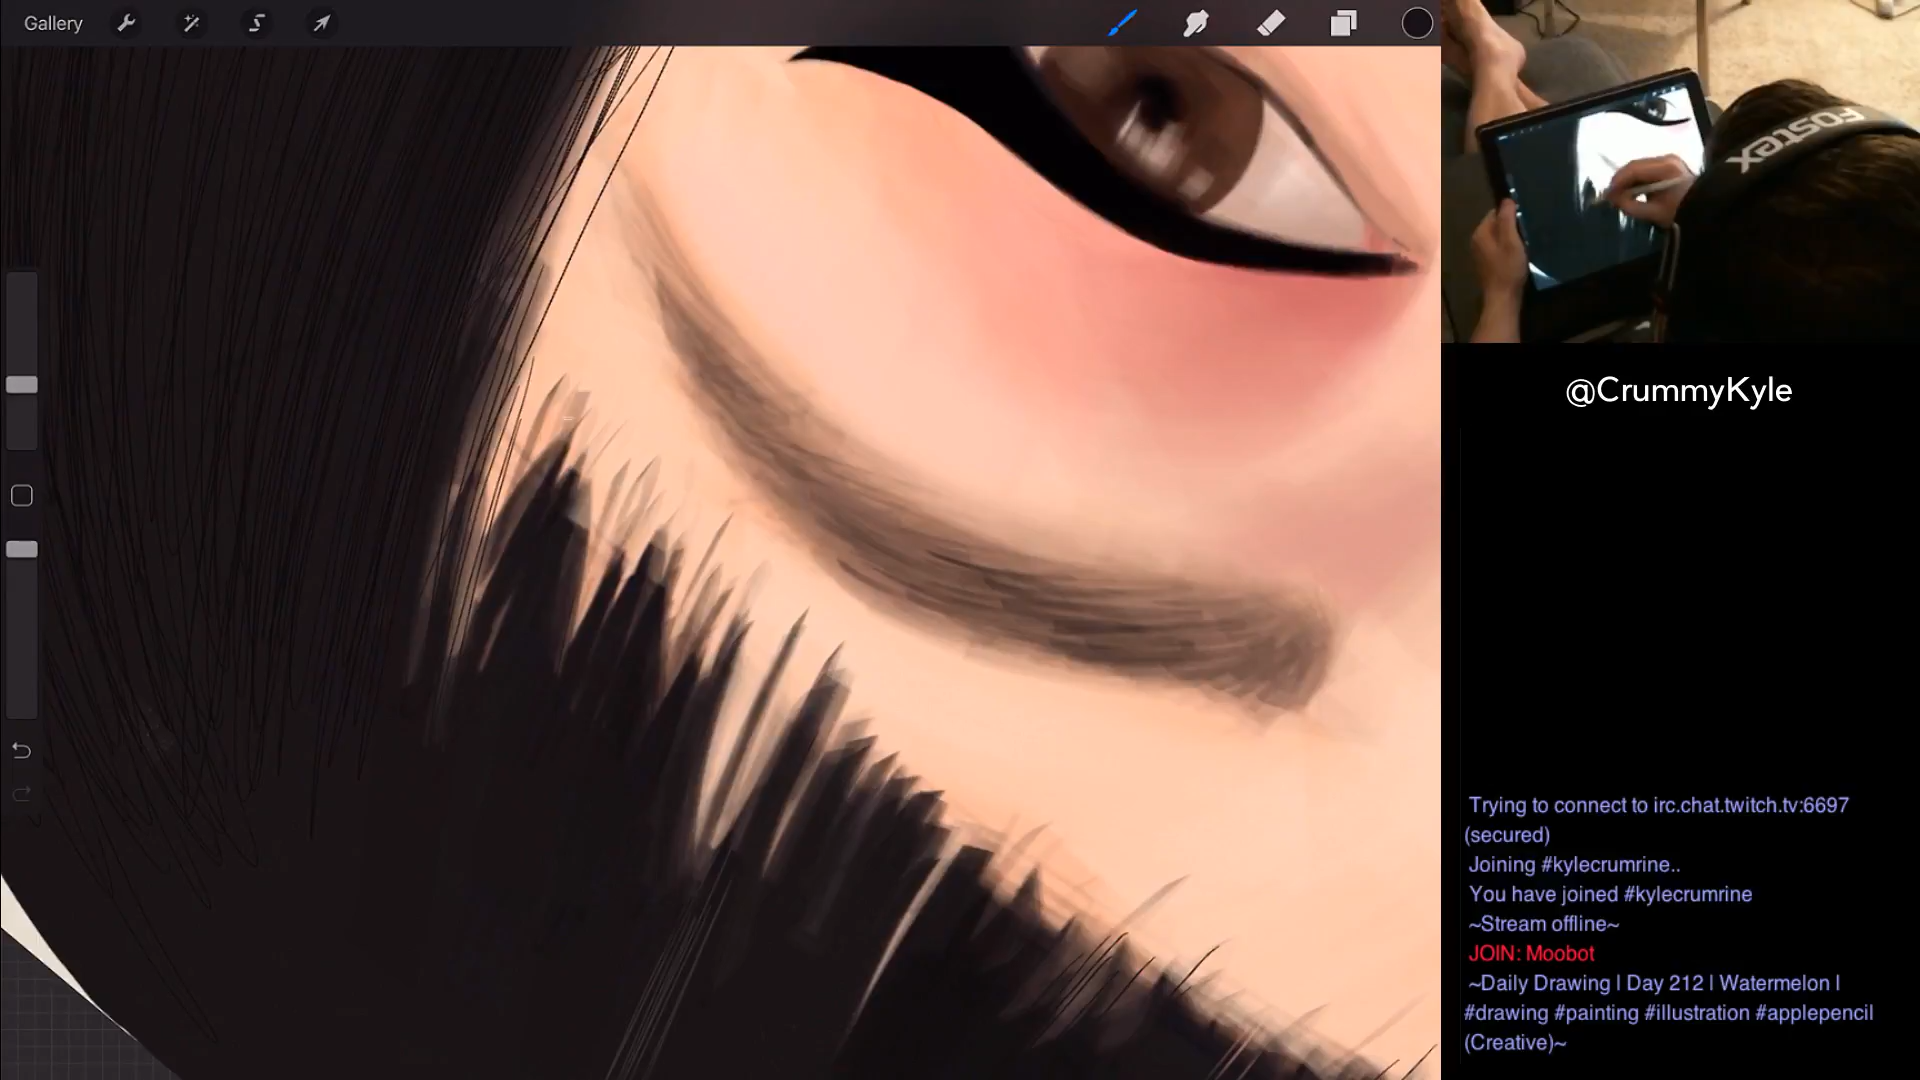 Gallery
Fostex
@CrummyKyle
Trying to connect to irc.chat.twitch.tv:6697
(secured)
Joining #kylecrumrine..
You have joined #kylecrumrine
~Stream offline~
JOIN: Moobot
~Daily Drawing | Day 212 | Watermelon |
#drawing #painting #illustration #applepencil
(Creative)~